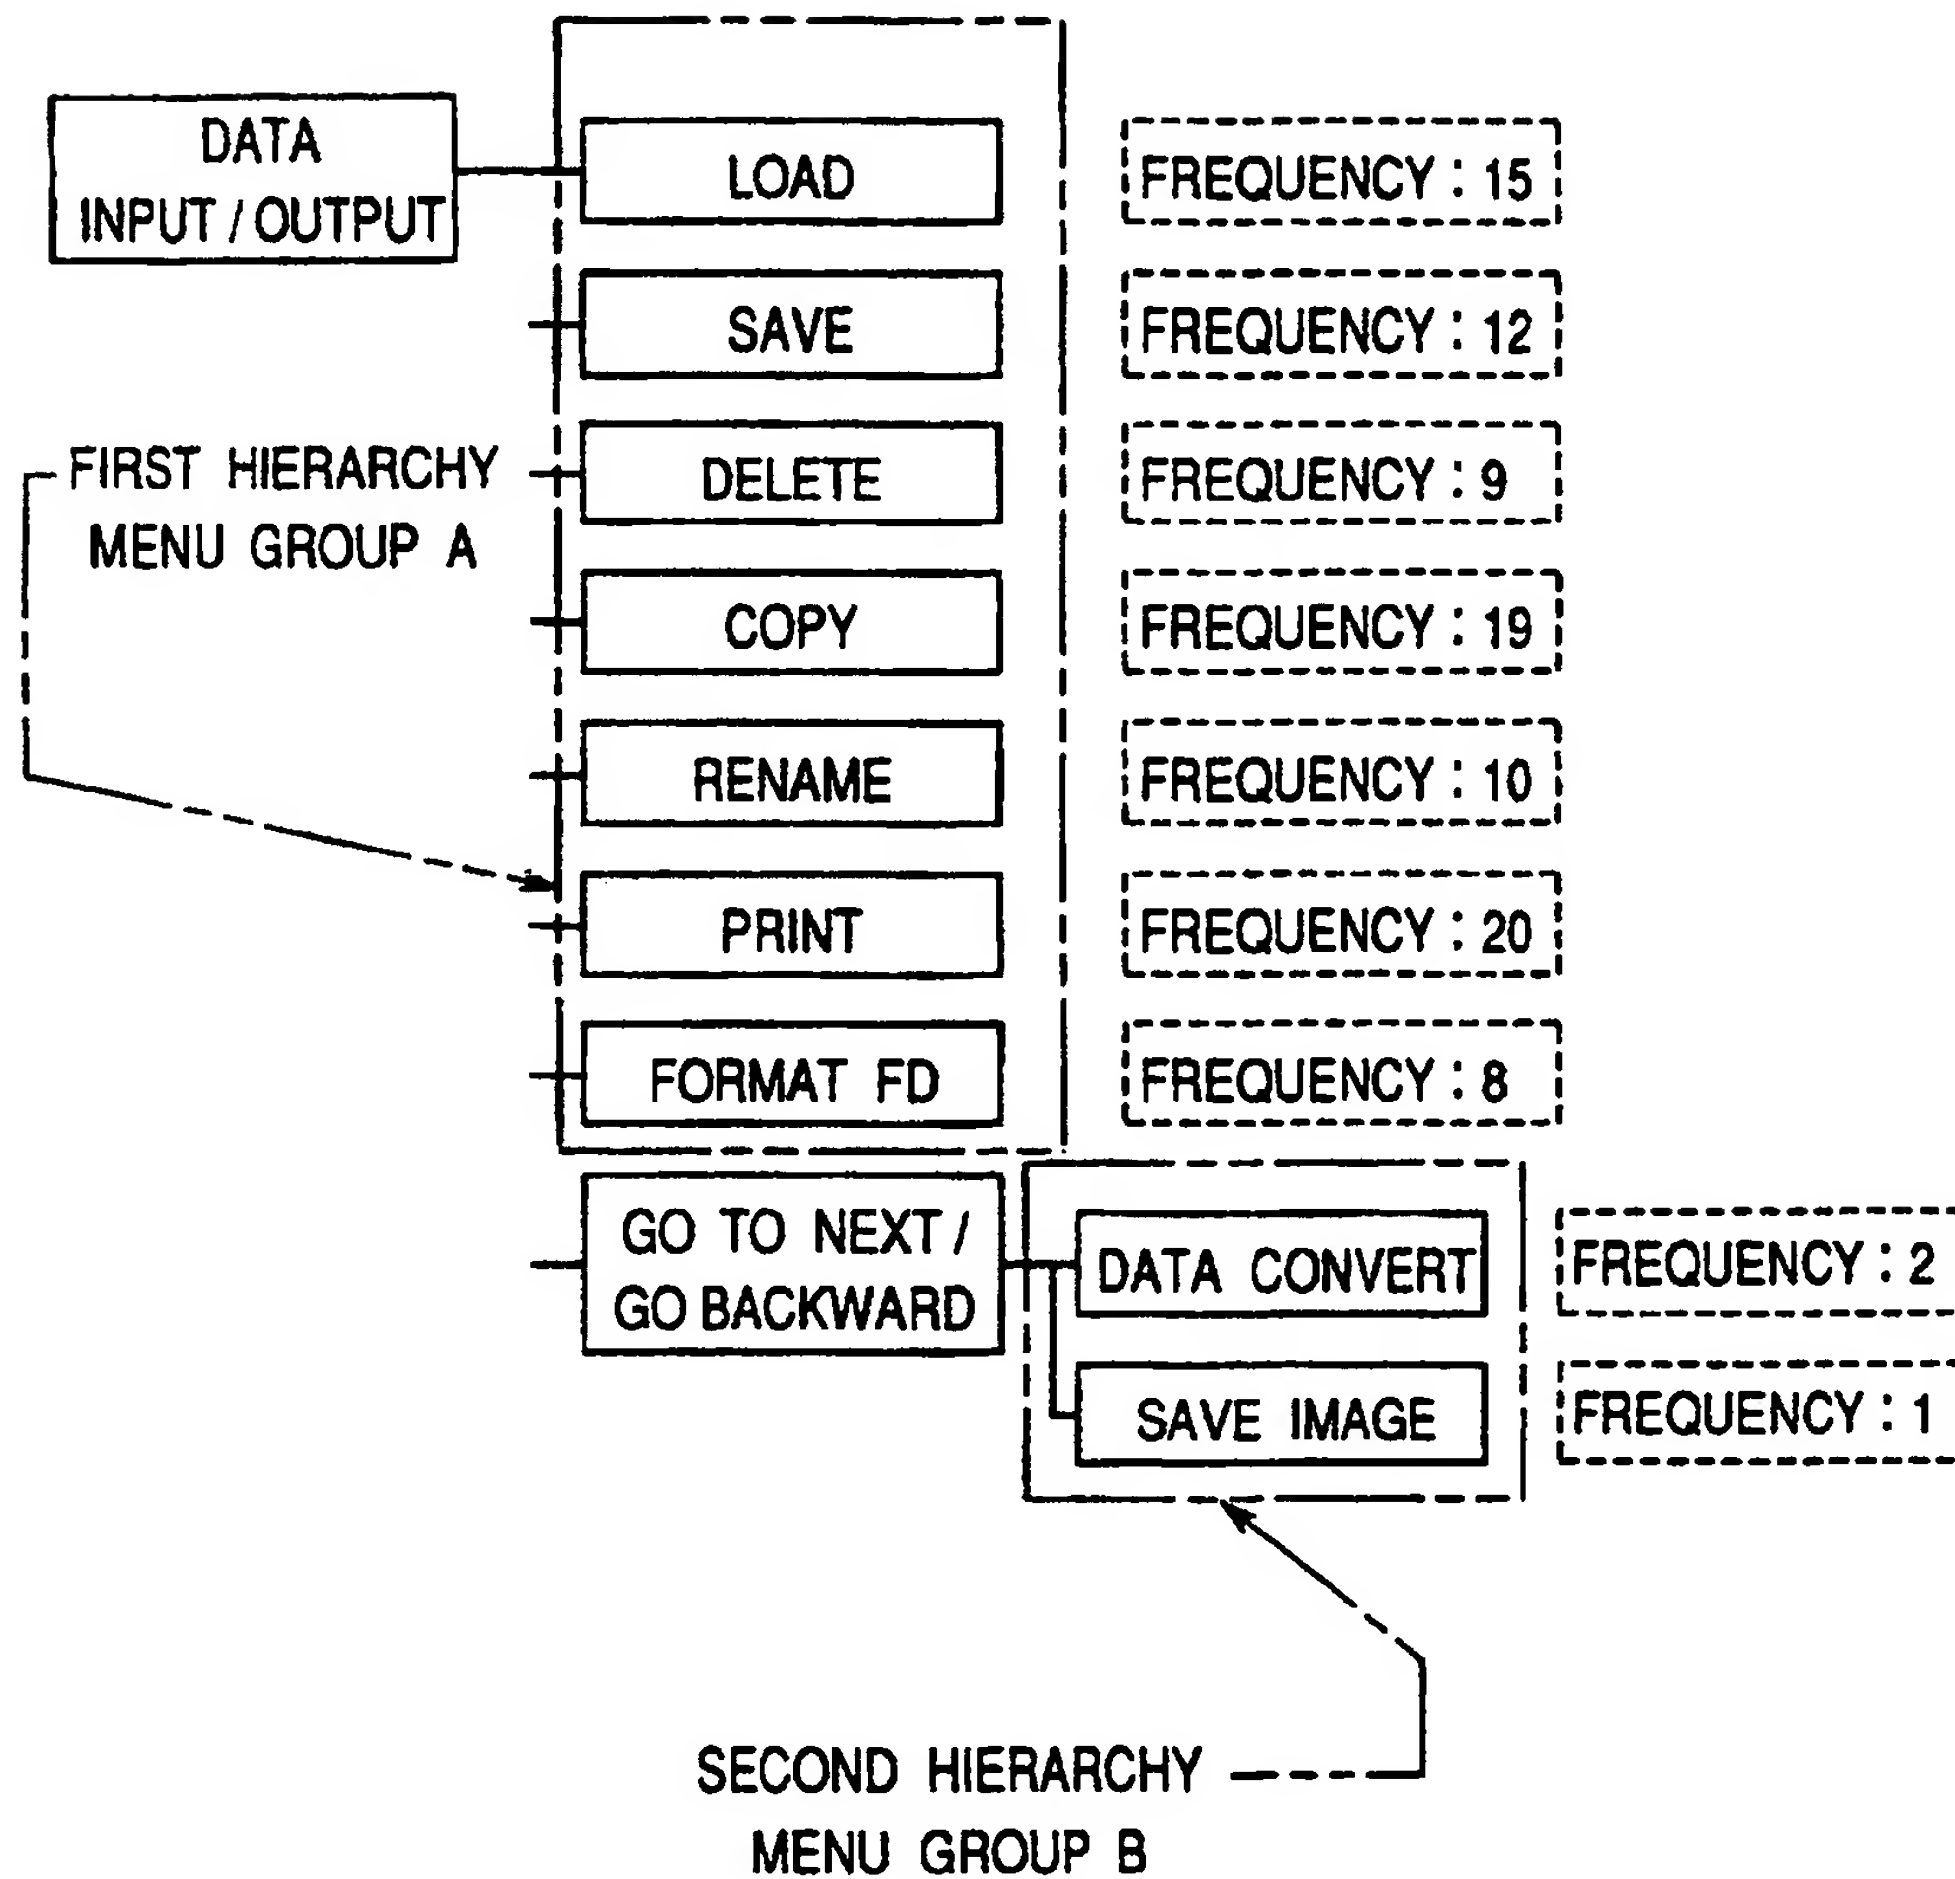 DATA
INPUT / OUTPUT
LOAD
FREQUENCY : 15
SAVE
FREQUENCY : 12
FIRST HIERARCHY
MENU GROUP A
DELETE
FREQUENCY : 9
COPY
FREQUENCY : 19
RENAME
FREQUENCY : 10
PRINT
FREQUENCY : 20
FORMAT FD
FREQUENCY : 8
GO TO NEXT /
GO BACKWARD
DATA CONVERT
FREQUENCY : 2
SAVE IMAGE
FREQUENCY : 1
SECOND HIERARCHY
MENU GROUP B